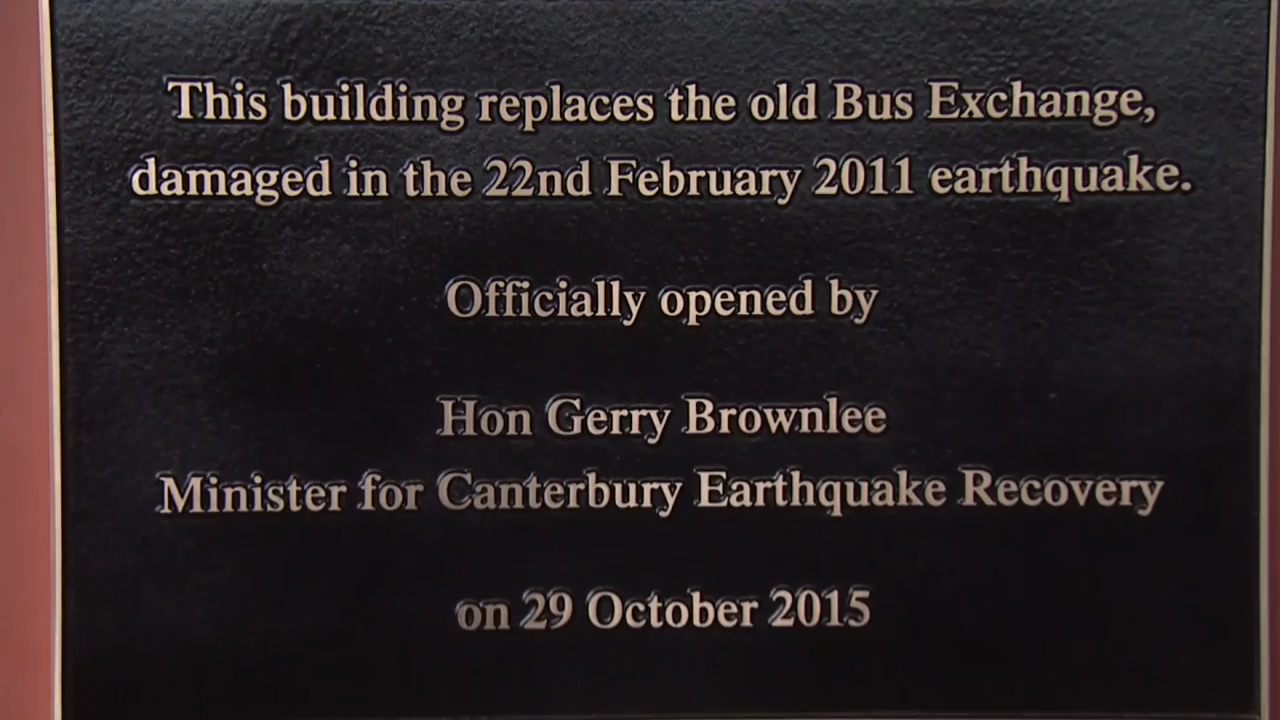 This building replaces the old Bus Exchange,
damaged in the 22nd February 2011 earthquake.
Officially opened by
Hon Gerry Brownlee
Minister for Canterbury Earthquake Recovery
on 29 October 2015